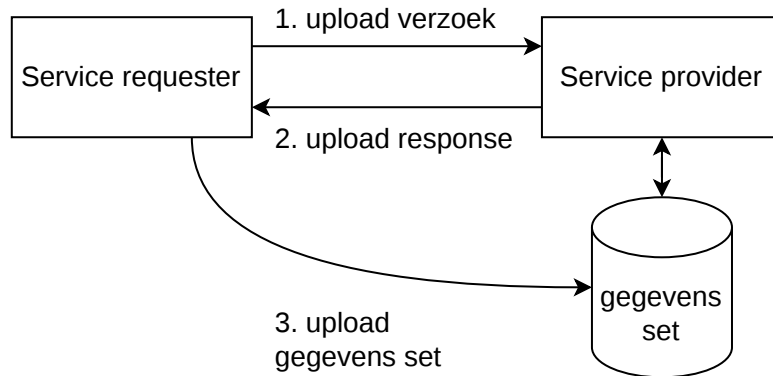 1. upload verzoek
Service requester
Service provider
2. upload response
gegevens
set
3. upload
gegevens set